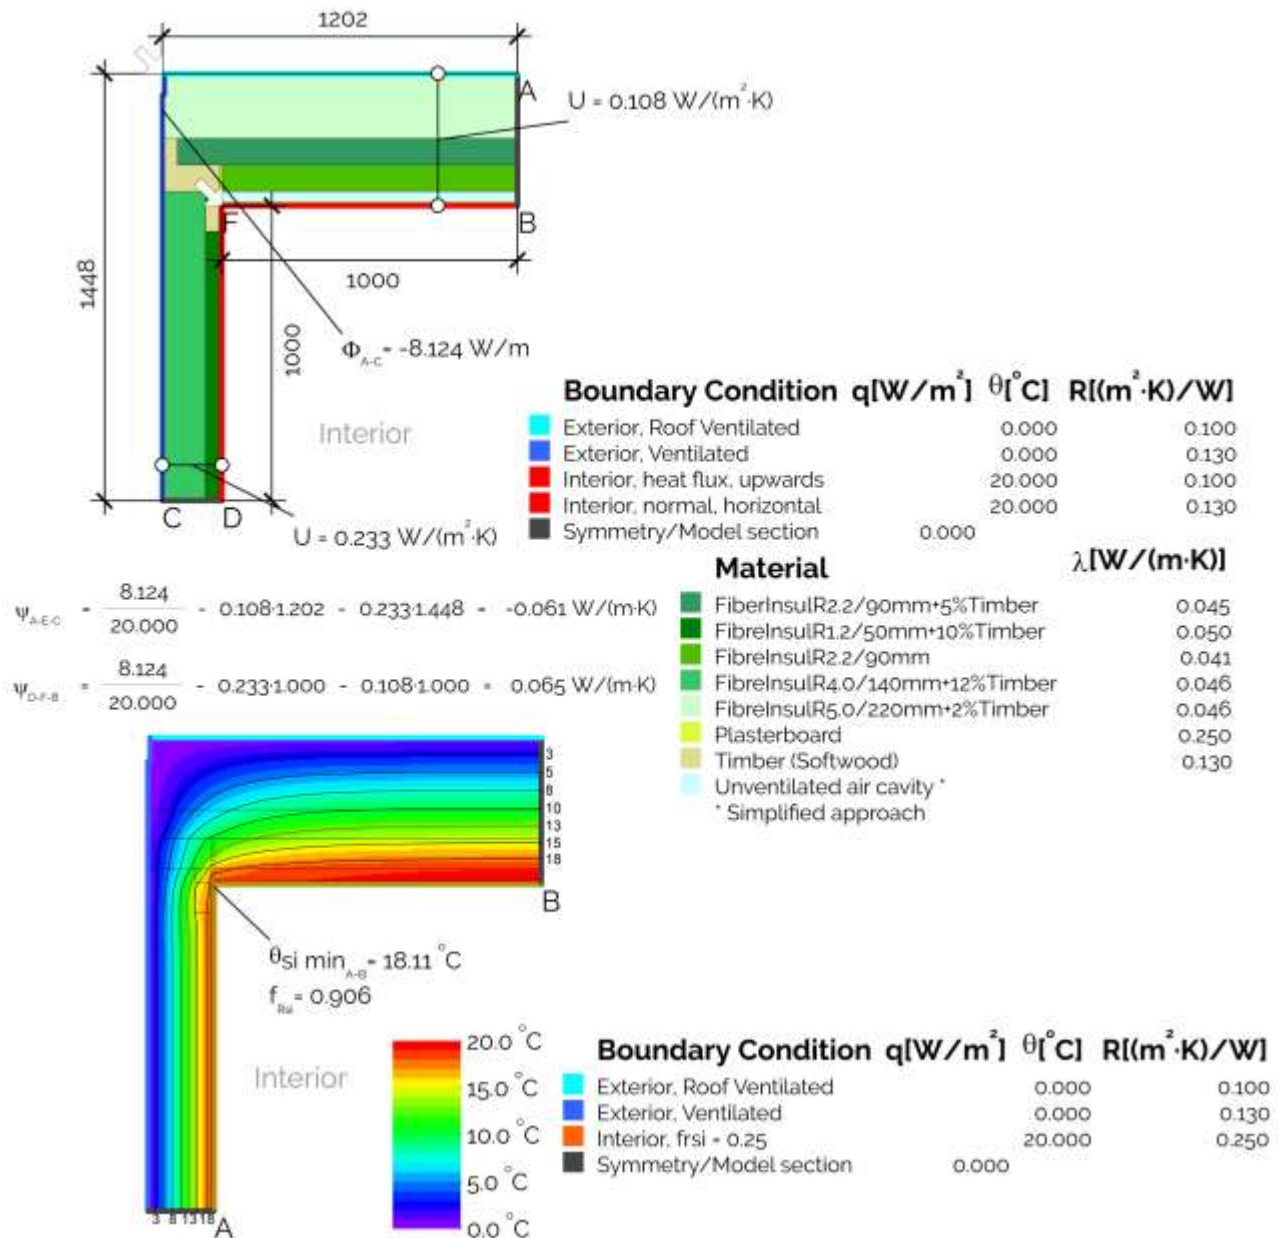 1202
A
U = 0.108 W/(m²·K)
F
B
1448
1000
1000
Φ A-C = -8.124 W/m
Interior
C D
U = 0.233 W/(m²·K)
Boundary Condition q[W/m²] θ[°C] R[(m²·K)/W]
Exterior, Roof Ventilated 0.000 0.100
Exterior, Ventilated 0.000 0.130
Interior, heat flux, upwards 20.000 0.100
Interior, normal, horizontal 20.000 0.130
Symmetry/Model section 0.000
Material λ[W/(m·K)]
FiberInsulR2.2/90mm+5%Timber 0.045
FibreInsulR1.2/50mm+10%Timber 0.050
FibreInsulR2.2/90mm 0.041
FibreInsulR4.0/140mm+12%Timber 0.046
FibreInsulR5.0/220mm+2%Timber 0.046
Plasterboard 0.250
Timber (Softwood) 0.130
Unventilated air cavity *
* Simplified approach
ψ A-E-C = 8.124 / 20.000 - 0.108·1.202 - 0.233·1.448 = -0.061 W/(m·K)
ψ D-F-B = 8.124 / 20.000 - 0.233·1.000 - 0.108·1.000 = 0.065 W/(m·K)
3
5
8
10
13
15
18
B
θsi min A-B = 18.11 °C
f Rsi = 0.906
Interior
3 8 13 18 A
20.0 °C
15.0 °C
10.0 °C
5.0 °C
0.0 °C
Boundary Condition q[W/m²] θ[°C] R[(m²·K)/W]
Exterior, Roof Ventilated 0.000 0.100
Exterior, Ventilated 0.000 0.130
Interior, frsi = 0.25 20.000 0.250
Symmetry/Model section 0.000